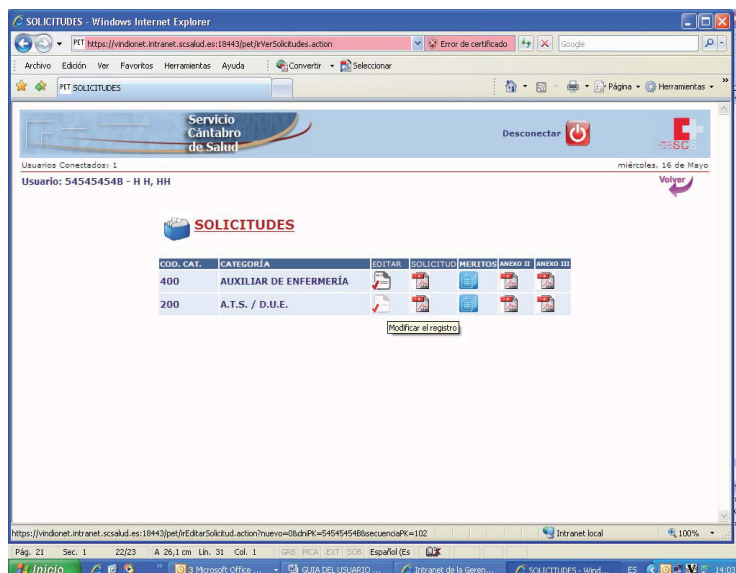 SOLICITUDES - Windows Internet Explorer
PET https://vindionet.intranet.scsalud.es:18443/pet/irVerSolicitudes.action Error de certificado Google
Archivo Edición Ver Favoritos Herramientas Ayuda Convertir Seleccionar
PET SOLICITUDES Página Herramientas
Servicio
Cántabro
de Salud
Desconectar
Usuarios Conectados: 1 miércoles, 16 de Mayo
Usuario: 54545454B - H H, HH Volver
SOLICITUDES
COD. CAT. CATEGORÍA EDITAR SOLICITUD MERITOS ANEXO II ANEXO III
400 AUXILIAR DE ENFERMERÍA
200 A.T.S. / D.U.E.
Modificar el registro
https://vindionet.intranet.scsalud.es:18443/pet/irEditarSolicitud.action?nuevo=0&dniPK=54545454B&secuenciaPK=102 Intranet local 100%
Pág. 21 Sec. 1 22/23 A 26,1 cm Lín. 31 Col. 1 GRB MCA EXT SOB Español (Es
Inicio 3 Microsoft Office ... GUIA DEL USUARIO ... Intranet de la Geren... SOLICITUDES - Wind... ES 14:03